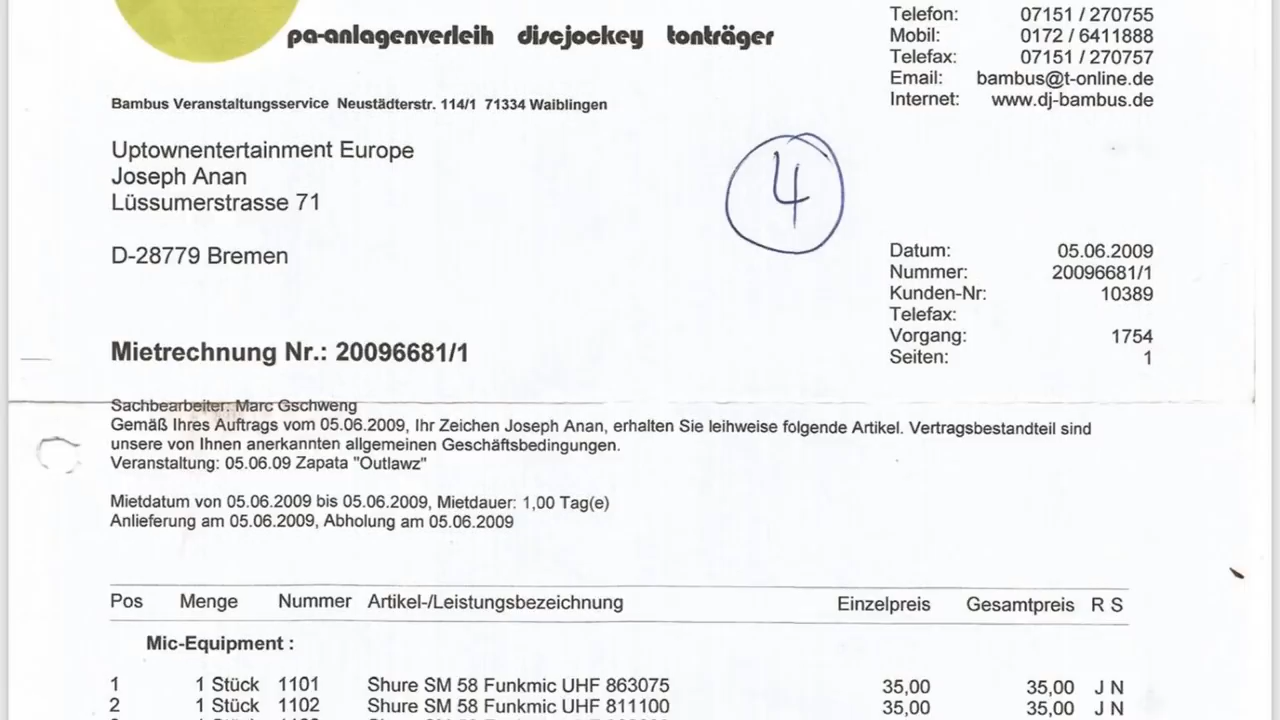 Telefon: 07151 / 270755
pa-anlagenverleih discjockey tonträger
Mobil: 0172 / 6411888
Telefax: 07151 / 270757
Email: bambus@t-online.de
Internet: www.dj-bambus.de
Bambus Veranstaltungsservice Neustädterstr. 114/1 71334 Waiblingen
Uptownentertainment Europe
Joseph Anan
Lüssumerstrasse 71
D-28779 Bremen
4
Datum: 05.06.2009
Nummer: 20096681/1
Kunden-Nr: 10389
Telefax:
Vorgang: 1754
Seiten: 1
Mietrechnung Nr.: 20096681/1
Sachbearbeiter: Marc Gschweng
Gemäß Ihres Auftrags vom 05.06.2009, Ihr Zeichen Joseph Anan, erhalten Sie leihweise folgende Artikel. Vertragsbestandteil sind
unsere von Ihnen anerkannten allgemeinen Geschäftsbedingungen.
Veranstaltung: 05.06.09 Zapata "Outlawz"
Mietdatum von 05.06.2009 bis 05.06.2009, Mietdauer: 1,00 Tag(e)
Anlieferung am 05.06.2009, Abholung am 05.06.2009
Pos Menge Nummer Artikel-/Leistungsbezeichnung Einzelpreis Gesamtpreis R S
Mic-Equipment :
1 1 Stück 1101 Shure SM 58 Funkmic UHF 863075 35,00 35,00 J N
2 1 Stück 1102 Shure SM 58 Funkmic UHF 811100 35,00 35,00 J N